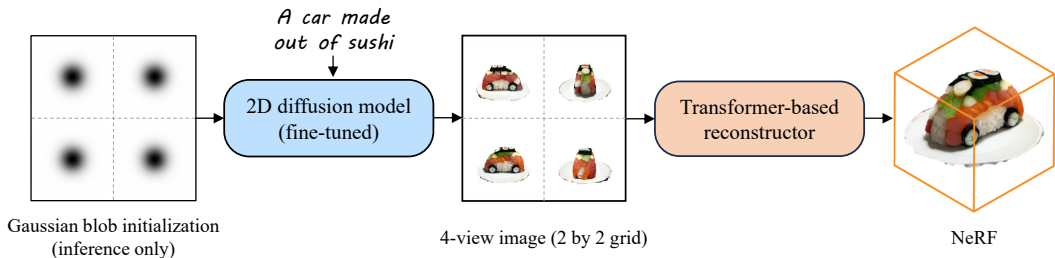 A car made
out of sushi
2D diffusion model
(fine-tuned)
Transformer-based
reconstructor
Gaussian blob initialization
(inference only)
4-view image (2 by 2 grid)
NeRF